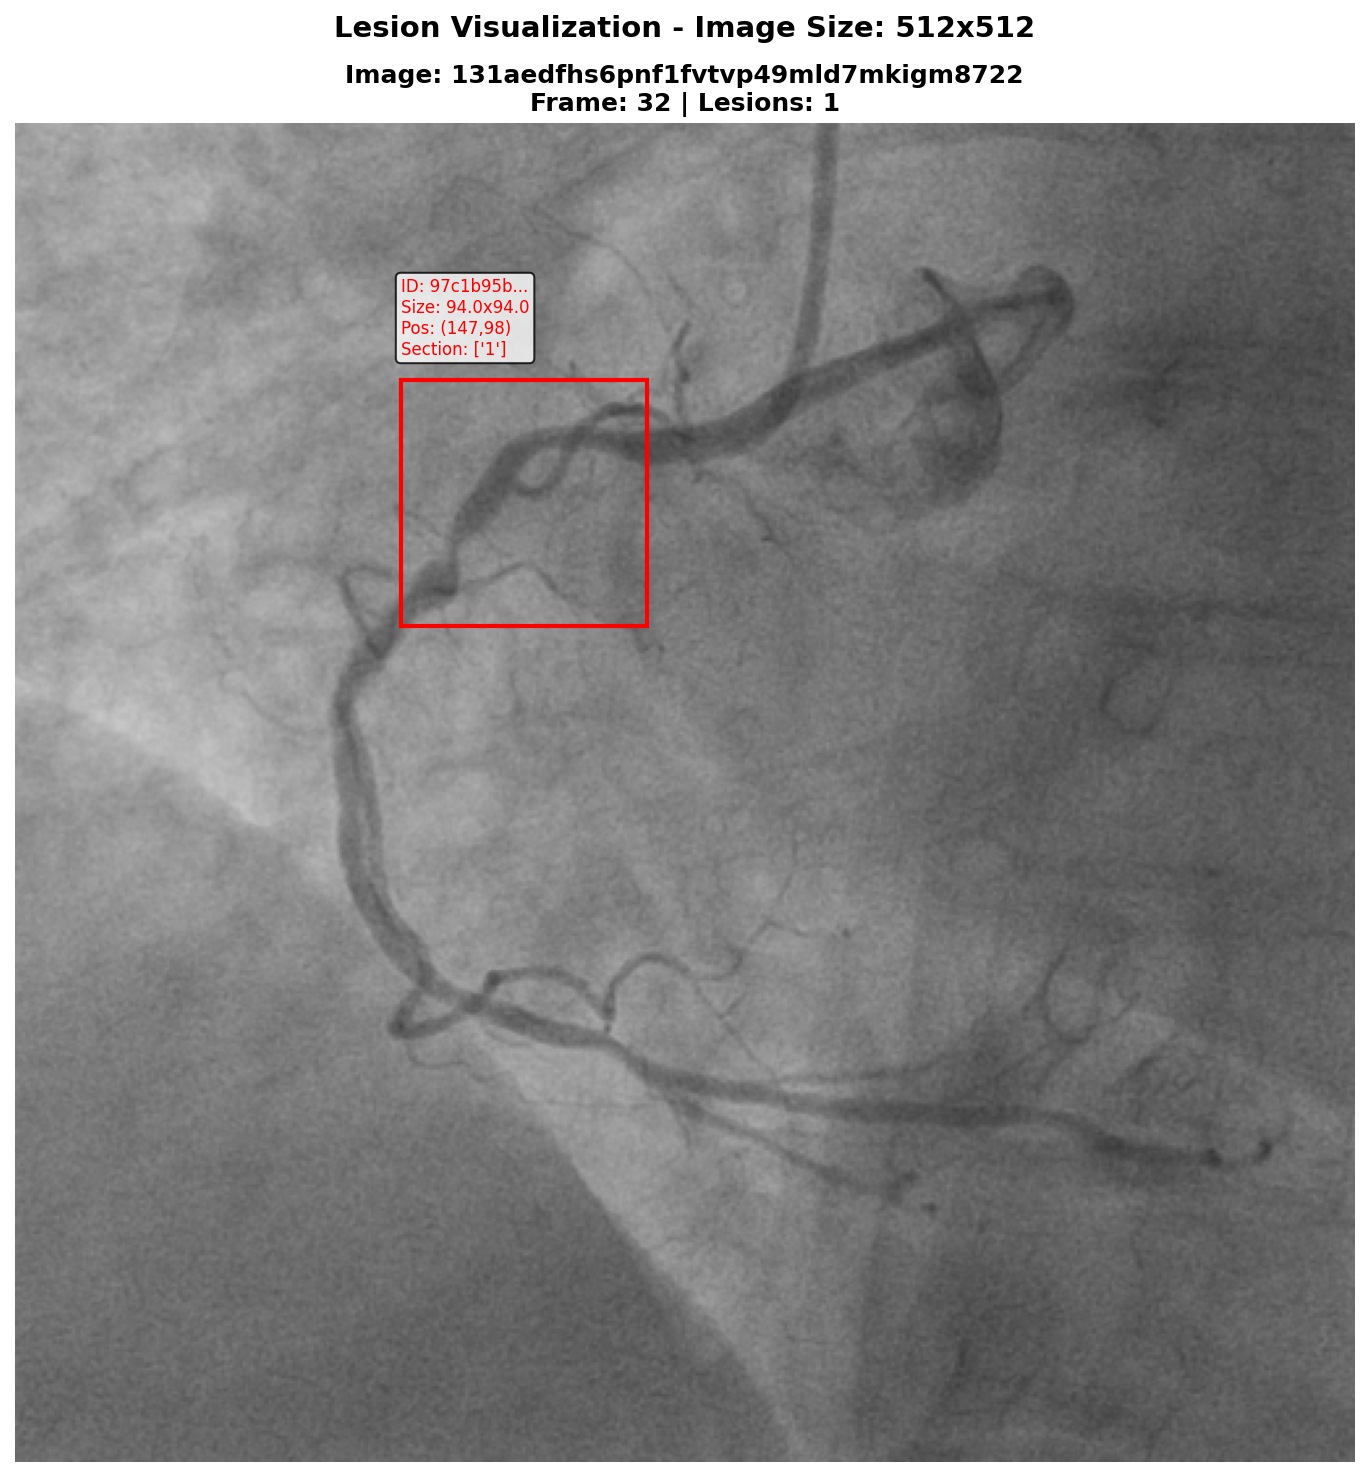 Lesion Visualization - Image Size: 512x512
Image: 131aedfhs6pnf1fvtvp49mld7mkigm8722
Frame: 32 | Lesions: 1
ID: 97c1b95b...
Size: 94.0x94.0
Pos: (147,98)
Section: ['1']